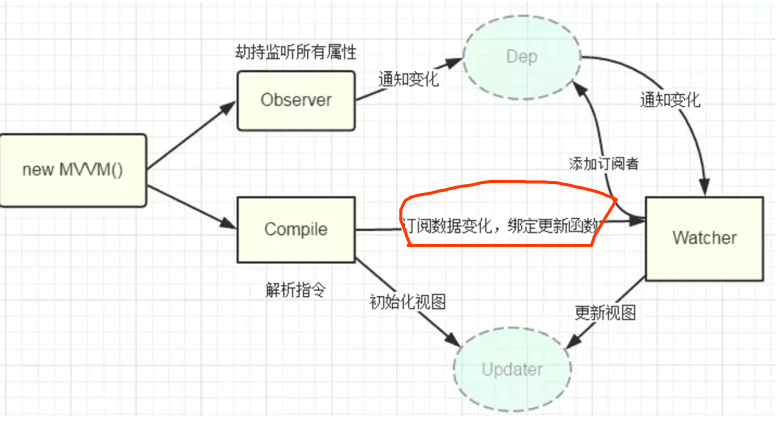 劫持监听所有属性
Observer
通知变化
Dep
通知变化
new MVVM()
添加订阅者
Compile
订阅数据变化，绑定更新函数
Watcher
解析指令
初始化视图
更新视图
Updater